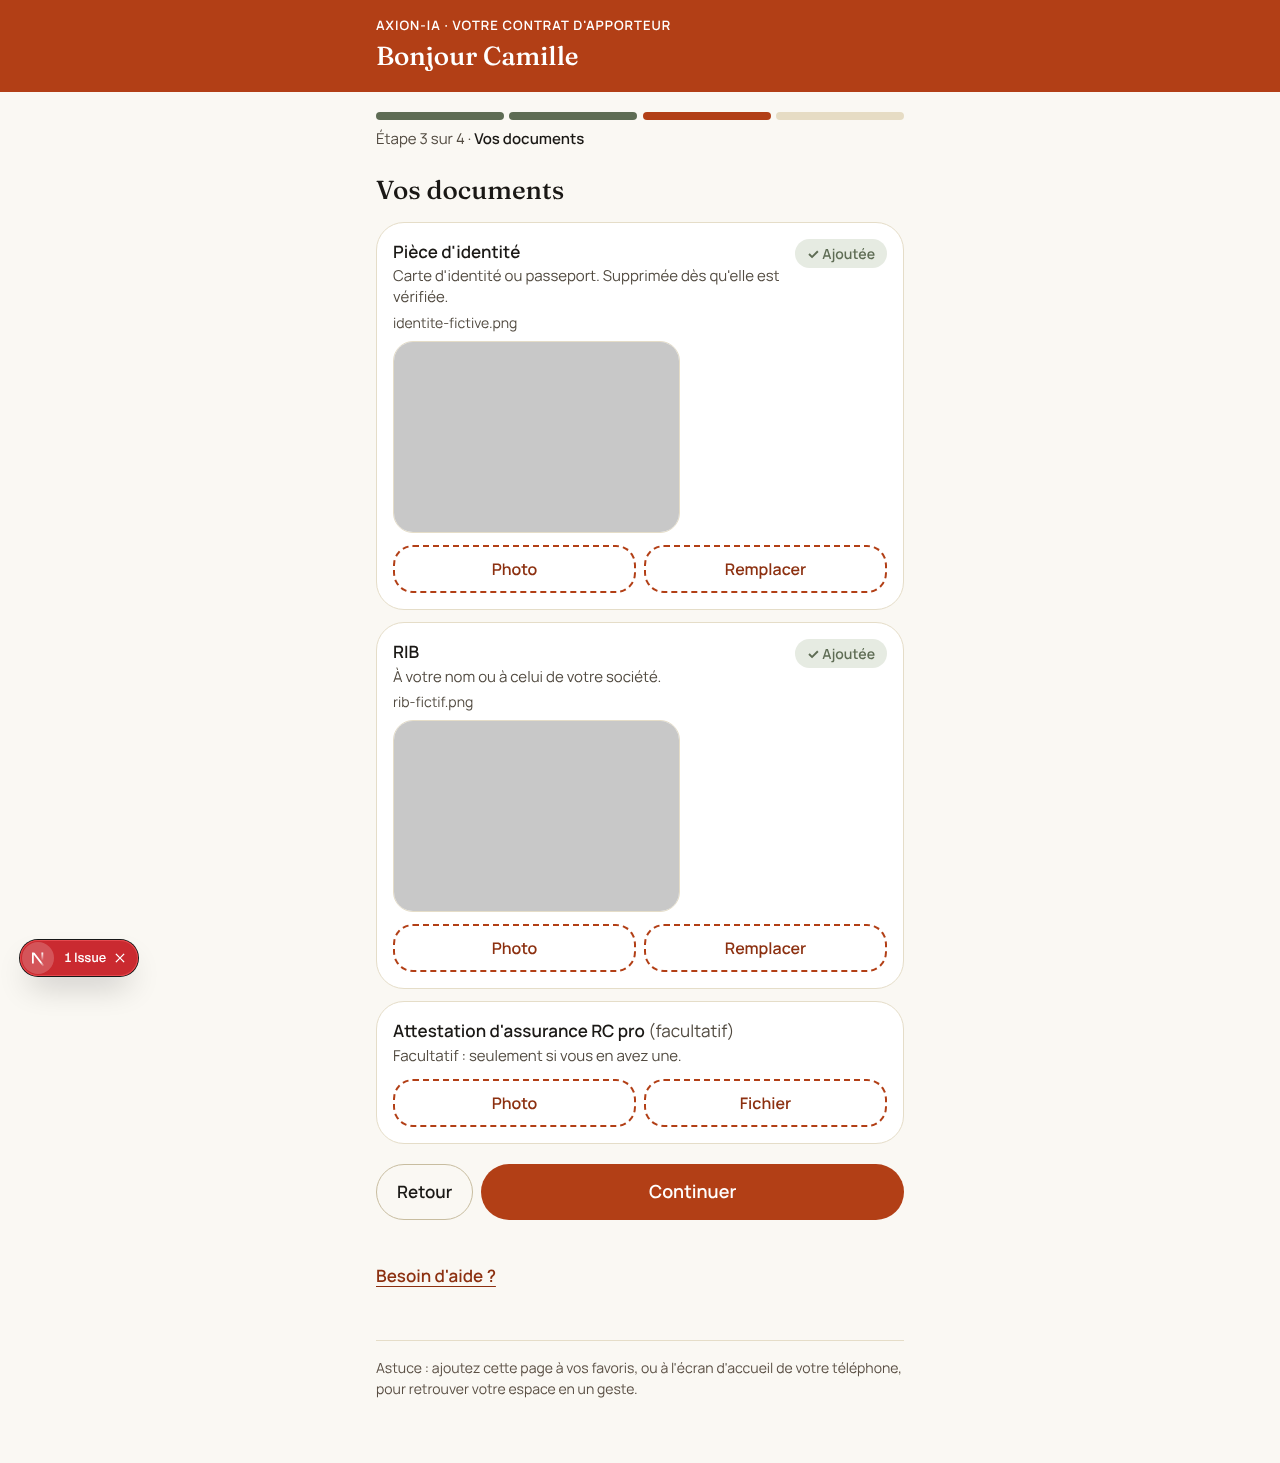 AXION-IA · VOTRE CONTRAT D'APPORTEUR
Bonjour Camille
Étape 3 sur 4 · Vos documents
Vos documents
Pièce d'identité
✓ Ajoutée
Carte d'identité ou passeport. Supprimée dès qu'elle est
vérifiée.
identite-fictive.png
Photo
Remplacer
RIB
✓ Ajoutée
À votre nom ou à celui de votre société.
rib-fictif.png
Photo
Remplacer
N 1 Issue ×
Attestation d'assurance RC pro (facultatif)
Facultatif : seulement si vous en avez une.
Photo
Fichier
Retour
Continuer
Besoin d'aide ?
Astuce : ajoutez cette page à vos favoris, ou à l'écran d'accueil de votre téléphone,
pour retrouver votre espace en un geste.